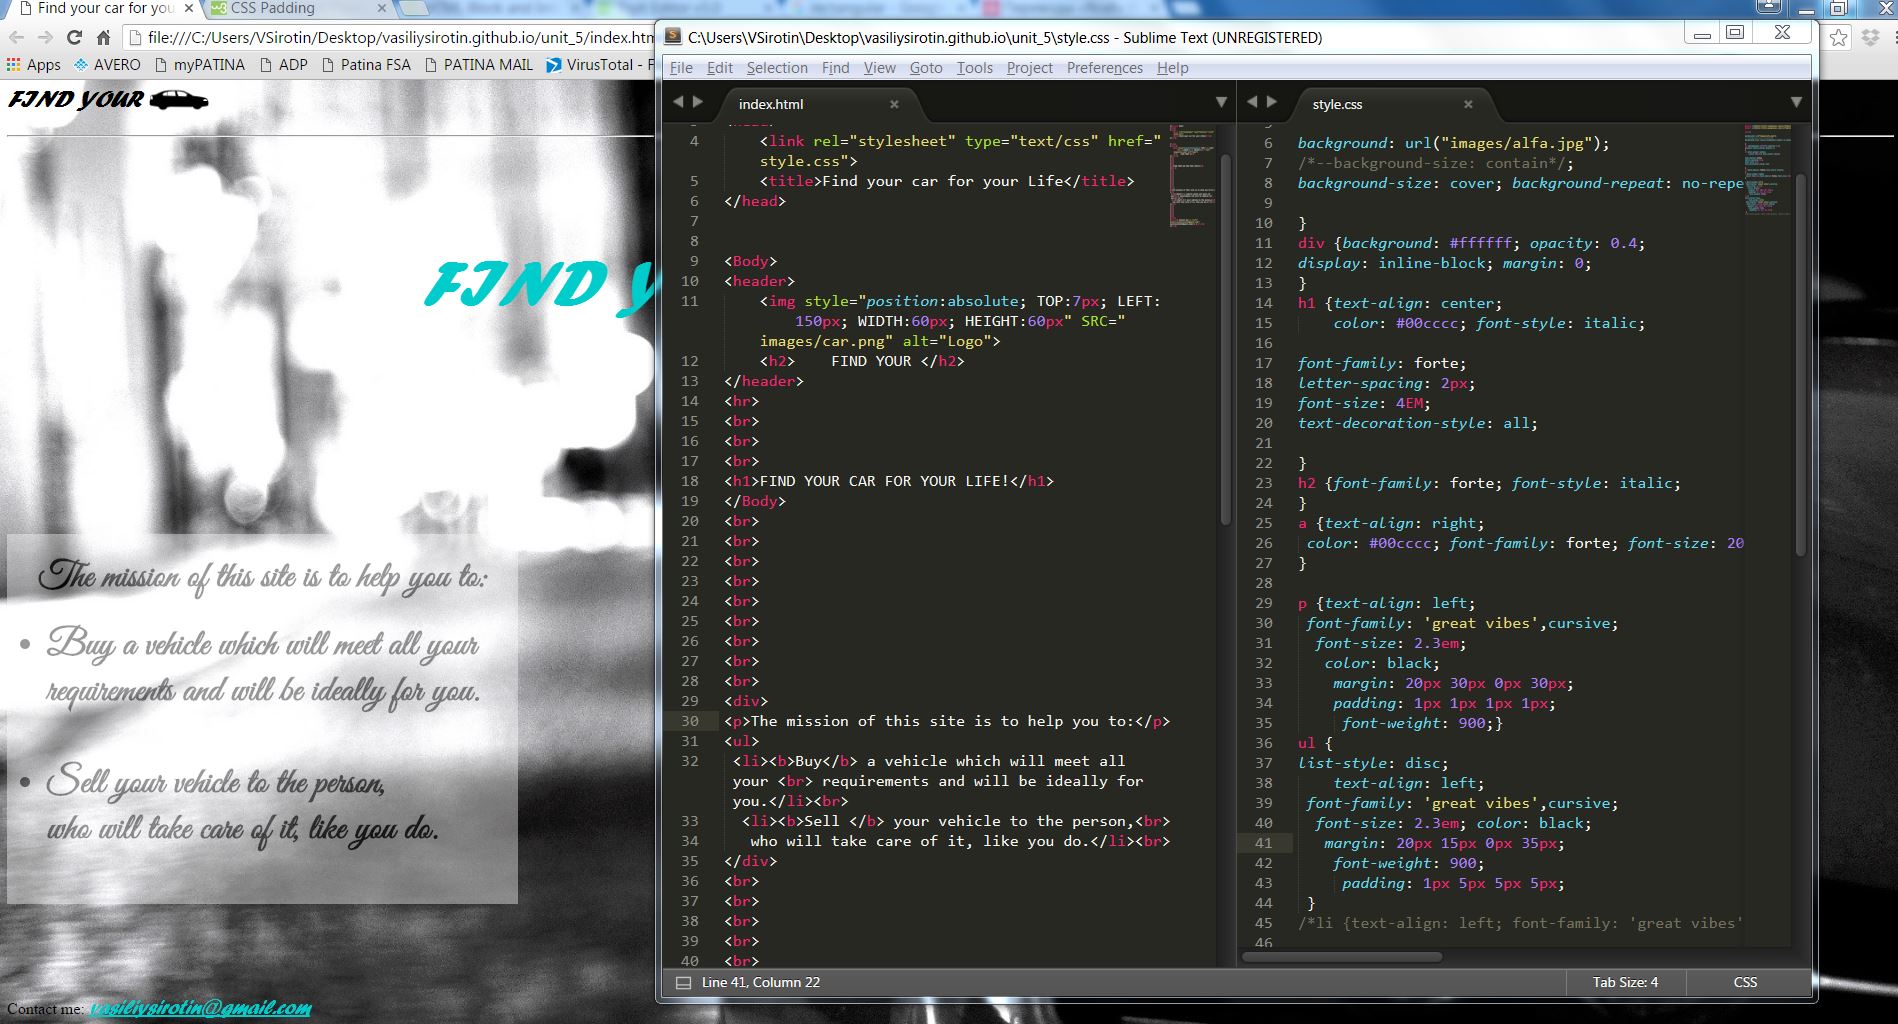 Find your car for you
CSS Padding
file:///C:/Users/VSirotin/Desktop/vasiliysirotin.github.io/unit_5/index.htm
Apps AVERO myPATINA ADP Patina FSA PATINA MAIL VirusTotal - F
FIND YOUR
FIND Y
The mission of this site is to help you to:
• Buy a vehicle which will meet all your
requirements and will be ideally for you.
• Sell your vehicle to the person,
who will take care of it, like you do.
Contact me: vasiliysirotin@gmail.com
C:\Users\VSirotin\Desktop\vasiliysirotin.github.io\unit_5\style.css - Sublime Text (UNREGISTERED)
File Edit Selection Find View Goto Tools Project Preferences Help
index.html
4 <link rel="stylesheet" type="text/css" href="
style.css">
5 <title>Find your car for your Life</title>
6 </head>
7
8
9 <Body>
10 <header>
11 <img style="position:absolute; TOP:7px; LEFT:
150px; WIDTH:60px; HEIGHT:60px" SRC="
images/car.png" alt="Logo">
12 <h2> FIND YOUR </h2>
13 </header>
14 <hr>
15 <br>
16 <br>
17 <br>
18 <h1>FIND YOUR CAR FOR YOUR LIFE!</h1>
19 </Body>
20 <br>
21 <br>
22 <br>
23 <br>
24 <br>
25 <br>
26 <br>
27 <br>
28 <br>
29 <div>
30 <p>The mission of this site is to help you to:</p>
31 <ul>
32 <li><b>Buy</b> a vehicle which will meet all
your <br> requirements and will be ideally for
you.</li><br>
33 <li><b>Sell </b> your vehicle to the person,<br>
34 who will take care of it, like you do.</li><br>
35 </div>
36 <br>
37 <br>
38 <br>
39 <br>
40 <br>
style.css
6 background: url("images/alfa.jpg");
7 /*--background-size: contain*/;
8 background-size: cover; background-repeat: no-repe
9
10 }
11 div {background: #ffffff; opacity: 0.4;
12 display: inline-block; margin: 0;
13 }
14 h1 {text-align: center;
15 color: #00cccc; font-style: italic;
16
17 font-family: forte;
18 letter-spacing: 2px;
19 font-size: 4EM;
20 text-decoration-style: all;
21
22 }
23 h2 {font-family: forte; font-style: italic;
24 }
25 a {text-align: right;
26 color: #00cccc; font-family: forte; font-size: 20
27 }
28
29 p {text-align: left;
30 font-family: 'great vibes',cursive;
31 font-size: 2.3em;
32 color: black;
33 margin: 20px 30px 0px 30px;
34 padding: 1px 1px 1px 1px;
35 font-weight: 900;}
36 ul {
37 list-style: disc;
38 text-align: left;
39 font-family: 'great vibes',cursive;
40 font-size: 2.3em; color: black;
41 margin: 20px 15px 0px 35px;
42 font-weight: 900;
43 padding: 1px 5px 5px 5px;
44 }
45 /*li {text-align: left; font-family: 'great vibes'
46
Line 41, Column 22
Tab Size: 4
CSS